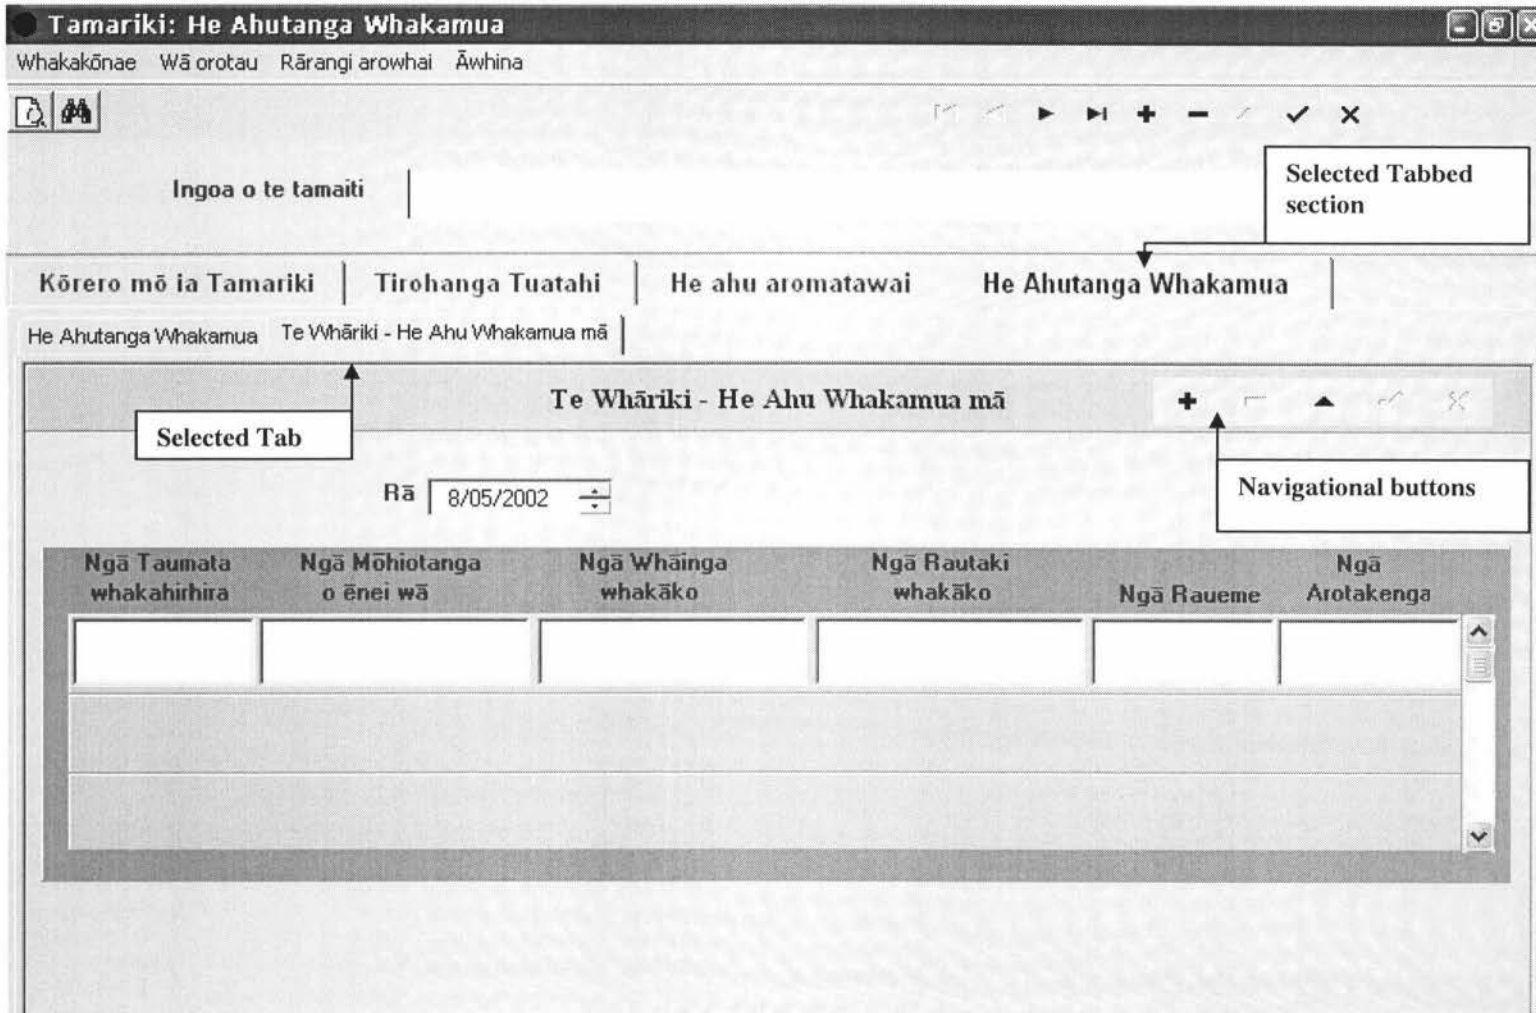 Tamariki: He Ahutanga Whakamua
Whakakōnae Wā orotau Rārangi arowhai Āwhina
Ingoa o te tamaiti
Selected Tabbed
section
Kōrero mō ia Tamariki Tirohanga Tuatahi He ahu aromatawai He Ahutanga Whakamua
He Ahutanga Whakamua Te Whāriki - He Ahu Whakamua mā
Te Whāriki - He Ahu Whakamua mā
Selected Tab
Navigational buttons
Rā 8/05/2002
Ngā Taumata
whakahirhira
Ngā Mōhiotanga
o ēnei wā
Ngā Whāinga
whakāko
Ngā Rautaki
whakāko
Ngā Raueme
Ngā
Arotakenga